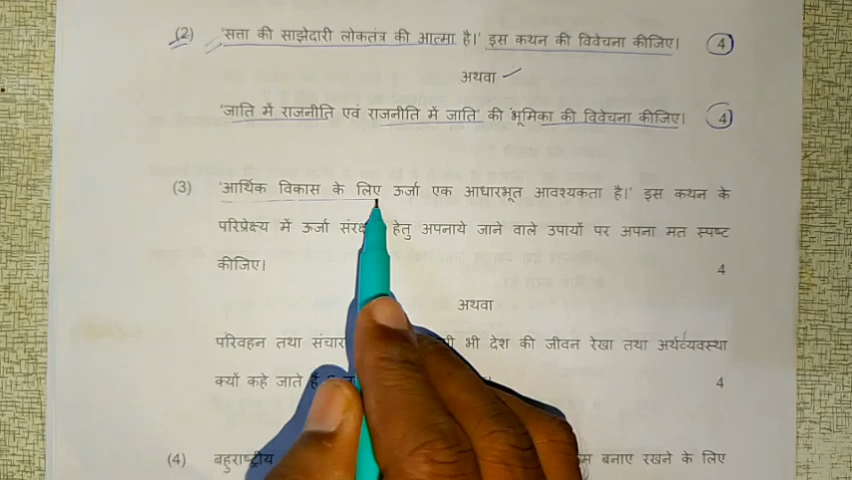 (2) 'सत्ता की साझेदारी लोकतंत्र की आत्मा है।' इस कथन की विवेचना कीजिए। 4
अथवा
'जाति में राजनीति एवं राजनीति में जाति' की भूमिका की विवेचना कीजिए। 4
(3) 'आर्थिक विकास के लिए ऊर्जा एक आधारभूत आवश्यकता है।' इस कथन के
परिप्रेक्ष्य में ऊर्जा हेतु अपनाये जाने वाले उपायों पर अपना मत स्पष्ट
कीजिए। 4
अथवा
परिवहन तथा संचार भी देश की जीवन रेखा तथा अर्थव्यवस्था
क्यों कहे जाते 4
(4) बहुराष्ट्रीय बनाए रखने के लिए